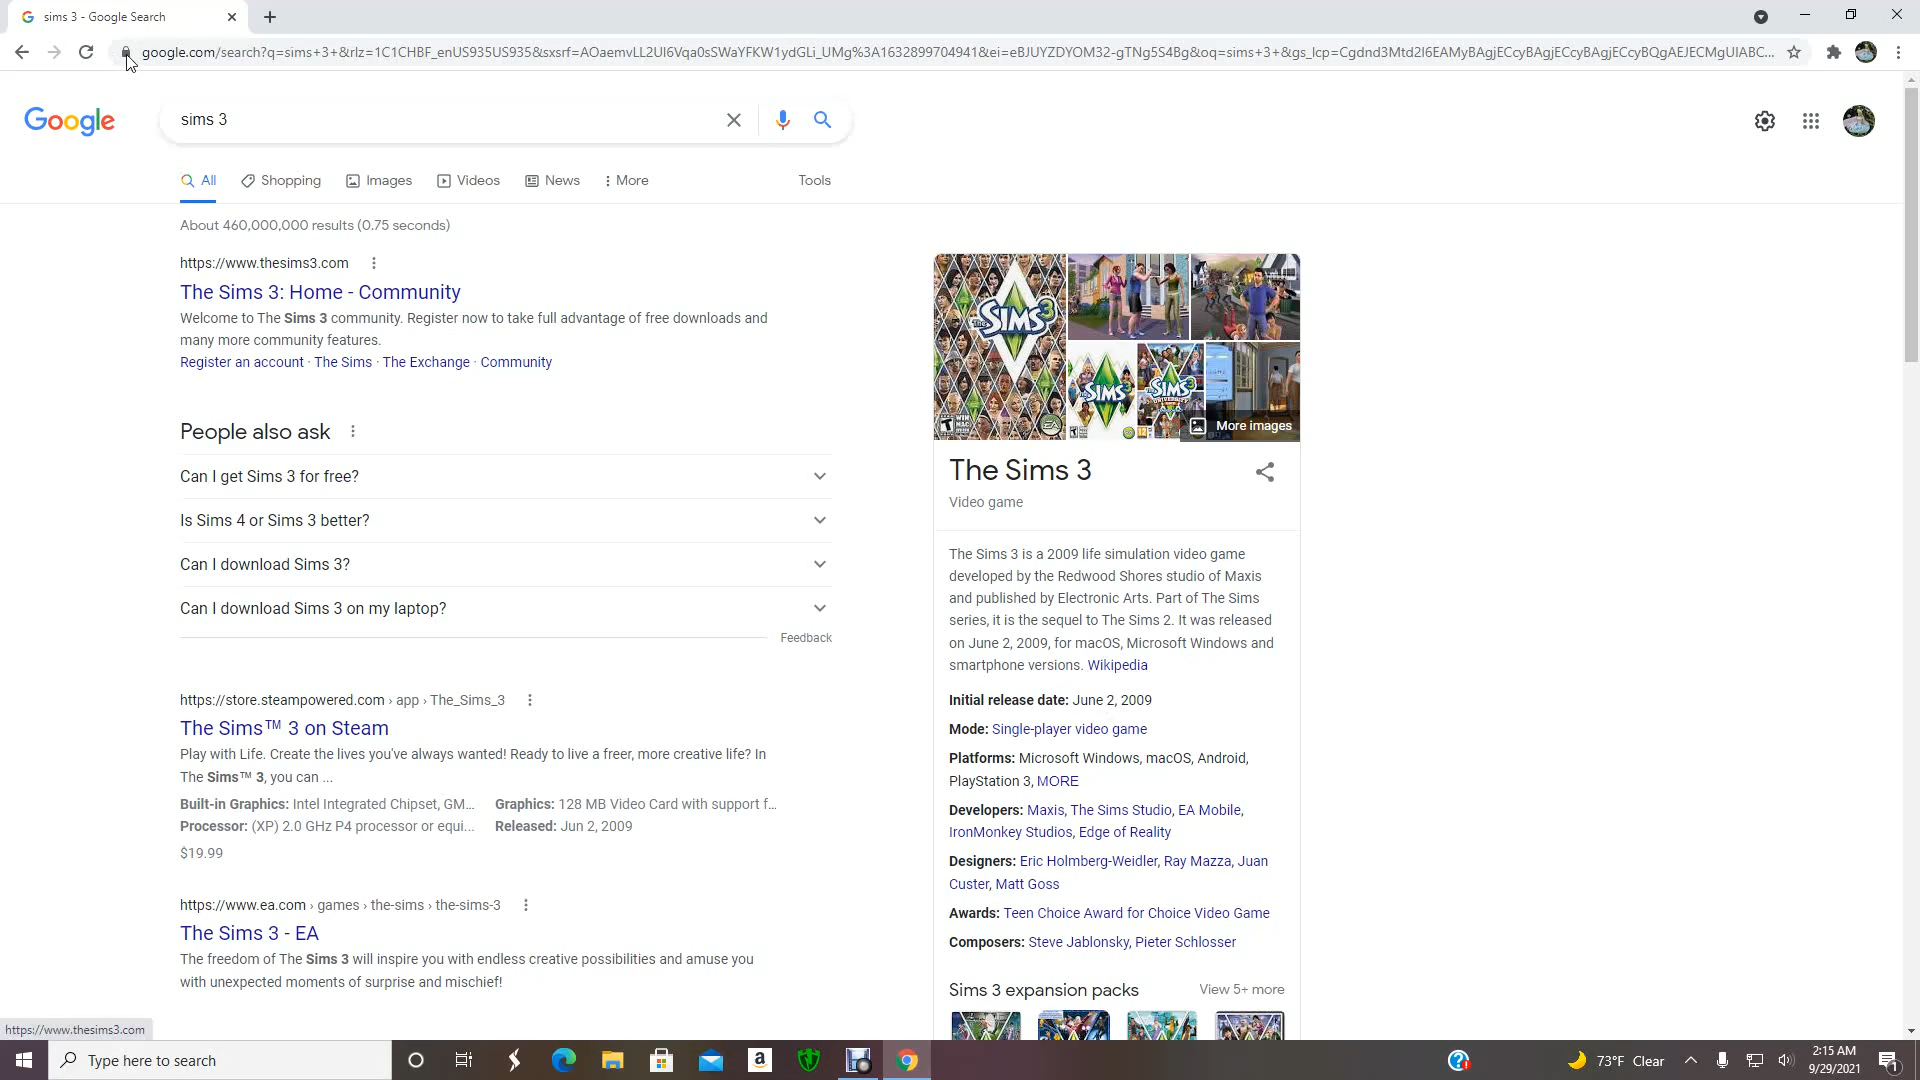 sims 3 - Google Search
google.com/search?q=sims+3+&rlz=1C1CHBF_enUS935US935&sxsrf=AOaemvLL2Ul6Vqa0sSWaYFKW1ydGLi_UMg%3A1632899704941&ei=eBJUYZDYOM32-gTNg5S4Bg&oq=sims+3+&gs_lcp=Cgdnd3Mtd2l6EAMyBAgjECcyBAgjECcyBAgjECcyBQgAEJECMgUIABC...
Google
sims 3
All Shopping Images Videos News More Tools
About 460,000,000 results (0.75 seconds)
https://www.thesims3.com
The Sims 3: Home - Community
Welcome to The Sims 3 community. Register now to take full advantage of free downloads and
many more community features.
Register an account · The Sims · The Exchange · Community
People also ask
Can I get Sims 3 for free?
Is Sims 4 or Sims 3 better?
Can I download Sims 3?
Can I download Sims 3 on my laptop?
Feedback
https://store.steampowered.com › app › The_Sims_3
The Sims™ 3 on Steam
Play with Life. Create the lives you've always wanted! Ready to live a freer, more creative life? In
The Sims™ 3, you can ...
Built-in Graphics: Intel Integrated Chipset, GM... Graphics: 128 MB Video Card with support f...
Processor: (XP) 2.0 GHz P4 processor or equi... Released: Jun 2, 2009
$19.99
https://www.ea.com › games › the-sims › the-sims-3
The Sims 3 - EA
The freedom of The Sims 3 will inspire you with endless creative possibilities and amuse you
with unexpected moments of surprise and mischief!
The SIMS 3
SIMS 3
SIMS 3
More images
The Sims 3
Video game
The Sims 3 is a 2009 life simulation video game
developed by the Redwood Shores studio of Maxis
and published by Electronic Arts. Part of The Sims
series, it is the sequel to The Sims 2. It was released
on June 2, 2009, for macOS, Microsoft Windows and
smartphone versions. Wikipedia
Initial release date: June 2, 2009
Mode: Single-player video game
Platforms: Microsoft Windows, macOS, Android,
PlayStation 3, MORE
Developers: Maxis, The Sims Studio, EA Mobile,
IronMonkey Studios, Edge of Reality
Designers: Eric Holmberg-Weidler, Ray Mazza, Juan
Custer, Matt Goss
Awards: Teen Choice Award for Choice Video Game
Composers: Steve Jablonsky, Pieter Schlosser
Sims 3 expansion packs View 5+ more
https://www.thesims3.com
Type here to search
73°F Clear
2:15 AM
9/29/2021
1